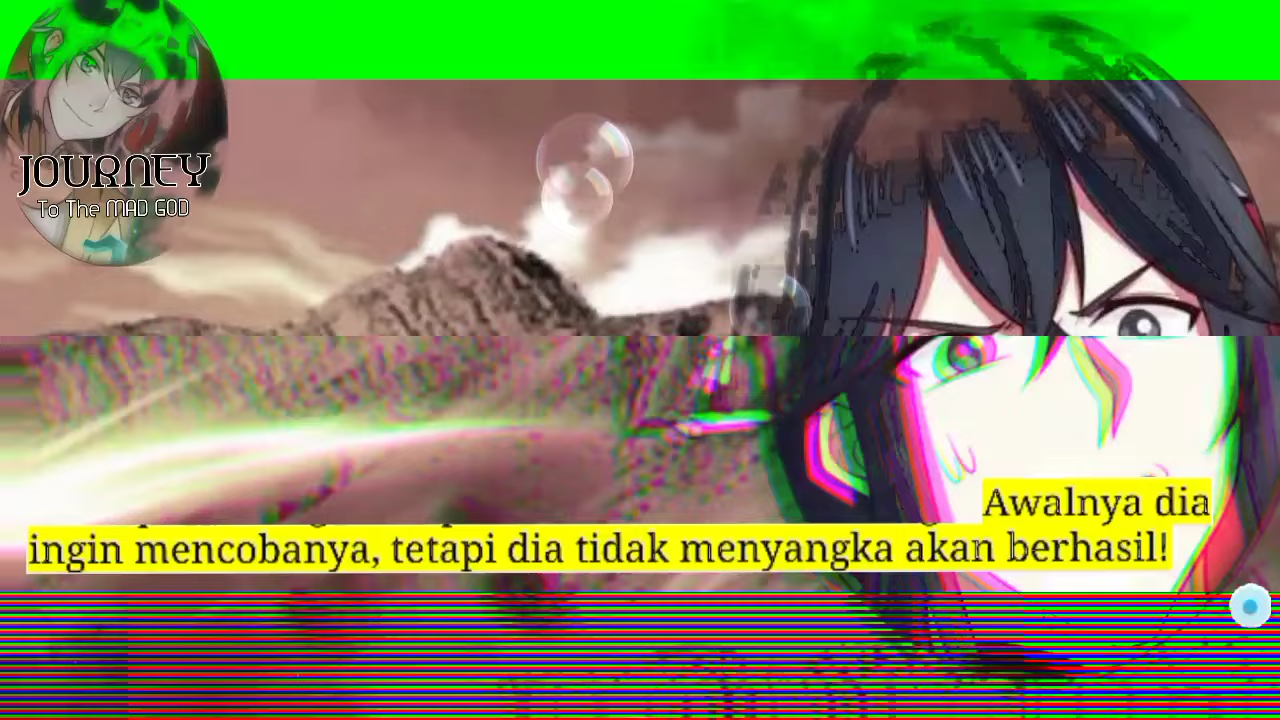 JOURNEY
To The MAD GOD
Awalnya dia
ingin mencobanya, tetapi dia tidak menyangka akan berhasil!